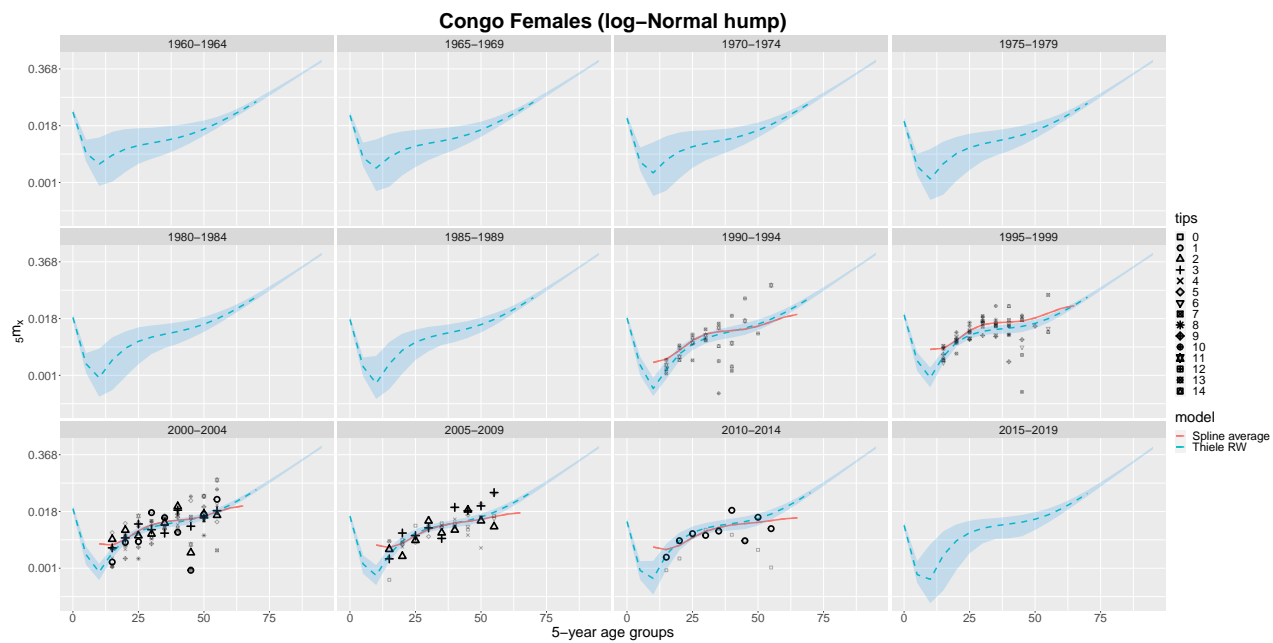 Congo Females (log−Normal hump)
1960−1964 1965−1969 1970−1974 1975−1979
0.368
0.018
0.001
1980−1984 1985−1989 1990−1994 1995−1999
0.368
0.018
0.001
2000−2004 2005−2009 2010−2014 2015−2019
0.368
0.018
0.001
0 25 50 75 0 25 50 75 0 25 50 75 0 25 50 75
5−year age groups
5mx
tips
0
1
2
3
4
5
6
7
8
9
10
11
12
13
14
model
Spline average
Thiele RW